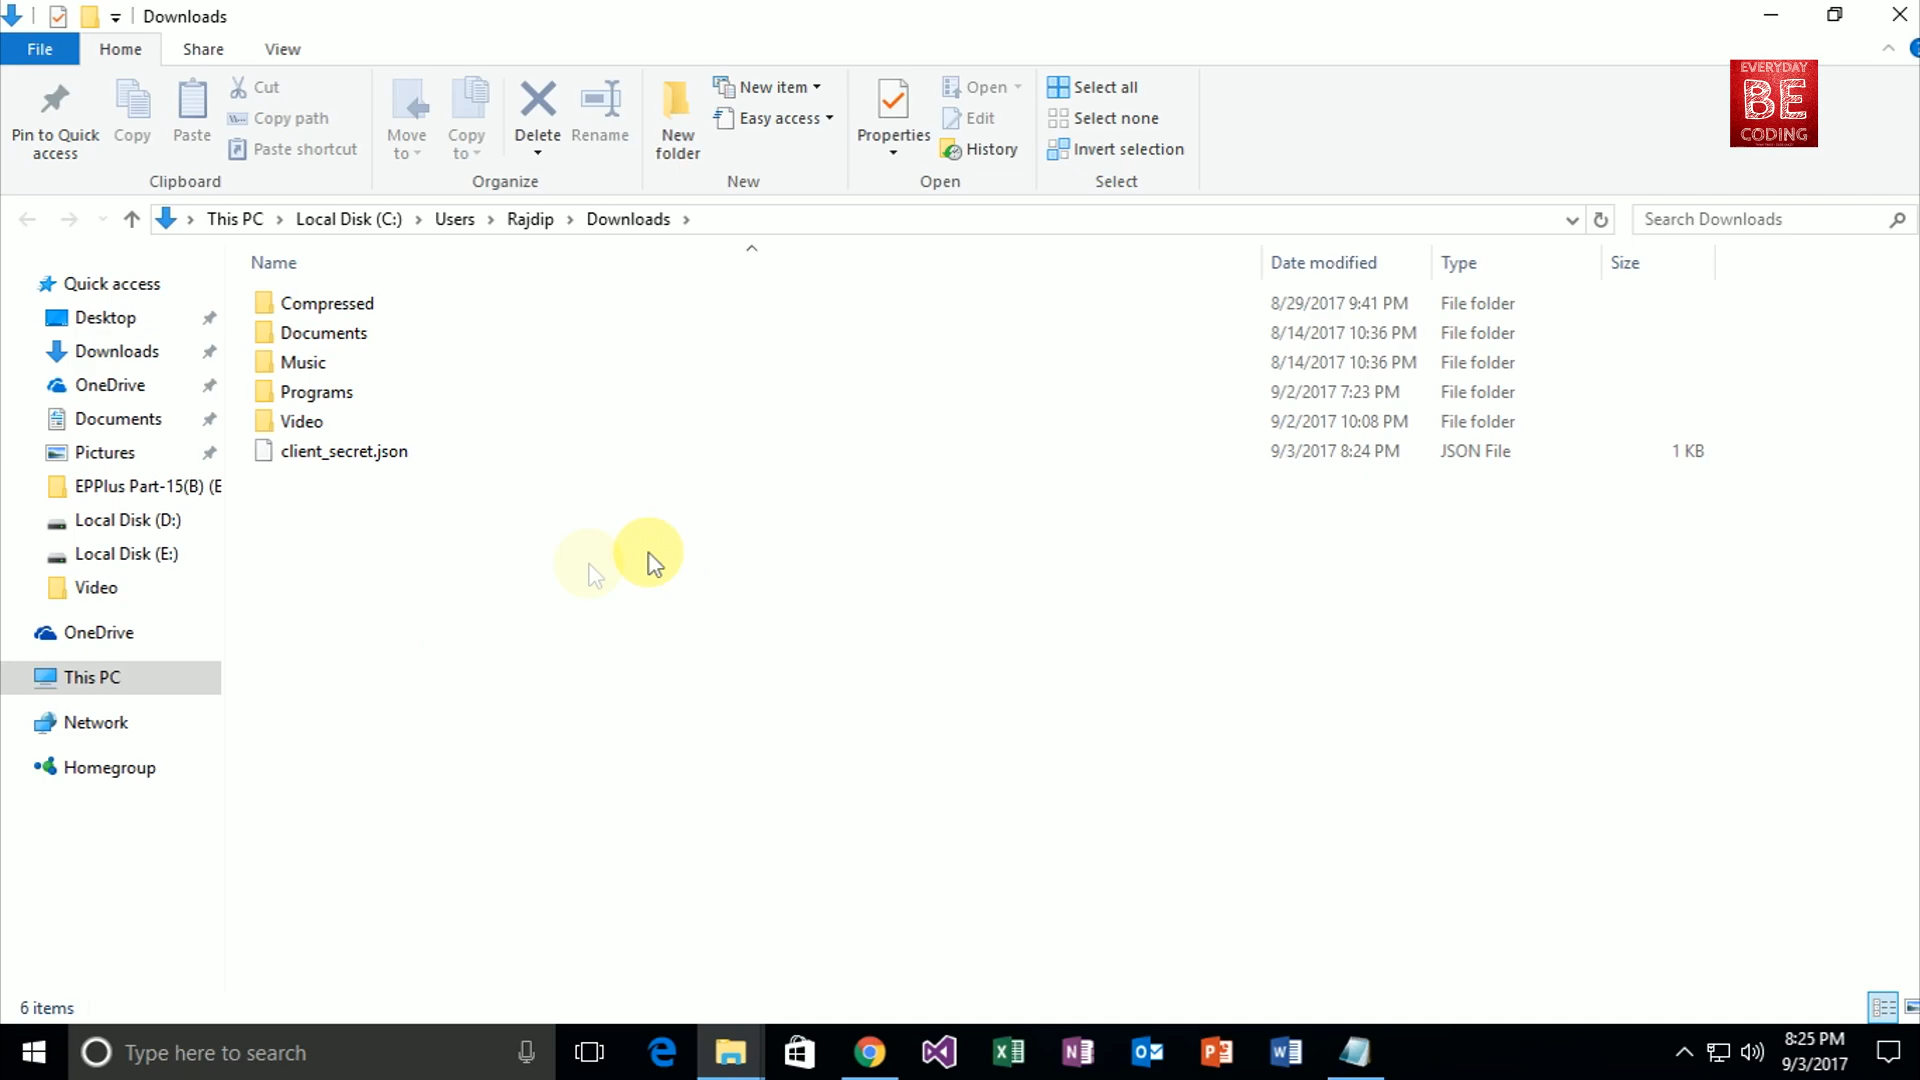 Downloads
File Home Share View
EVERYDAY
BE
CODING
Pin to Quick access
Copy
Paste
Cut
Copy path
Paste shortcut
Clipboard
Move to
Copy to
Delete
Rename
Organize
New folder
New item
Easy access
New
Properties
Open
Edit
History
Open
Select all
Select none
Invert selection
Select
This PC > Local Disk (C:) > Users > Rajdip > Downloads >
Search Downloads
Name Date modified Type Size
Quick access
Desktop
Downloads
OneDrive
Documents
Pictures
EPPlus Part-15(B) (E
Local Disk (D:)
Local Disk (E:)
Video
OneDrive
This PC
Network
Homegroup
Compressed 8/29/2017 9:41 PM File folder
Documents 8/14/2017 10:36 PM File folder
Music 8/14/2017 10:36 PM File folder
Programs 9/2/2017 7:23 PM File folder
Video 9/2/2017 10:08 PM File folder
client_secret.json 9/3/2017 8:24 PM JSON File 1 KB
6 items
Type here to search
8:25 PM
9/3/2017